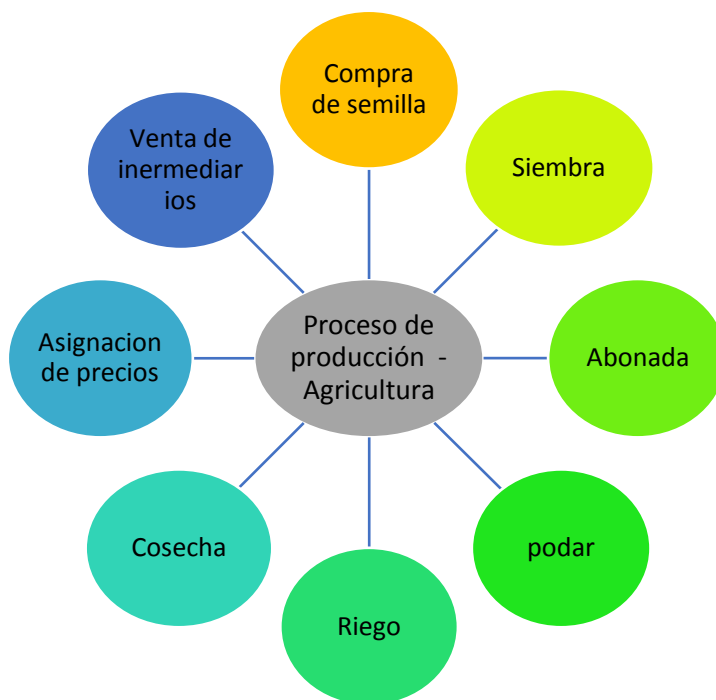 Compra
de semilla
Siembra
Abonada
podar
Riego
Cosecha
Asignacion
de precios
Venta de
inermediar
ios
Proceso de
producción -
Agricultura